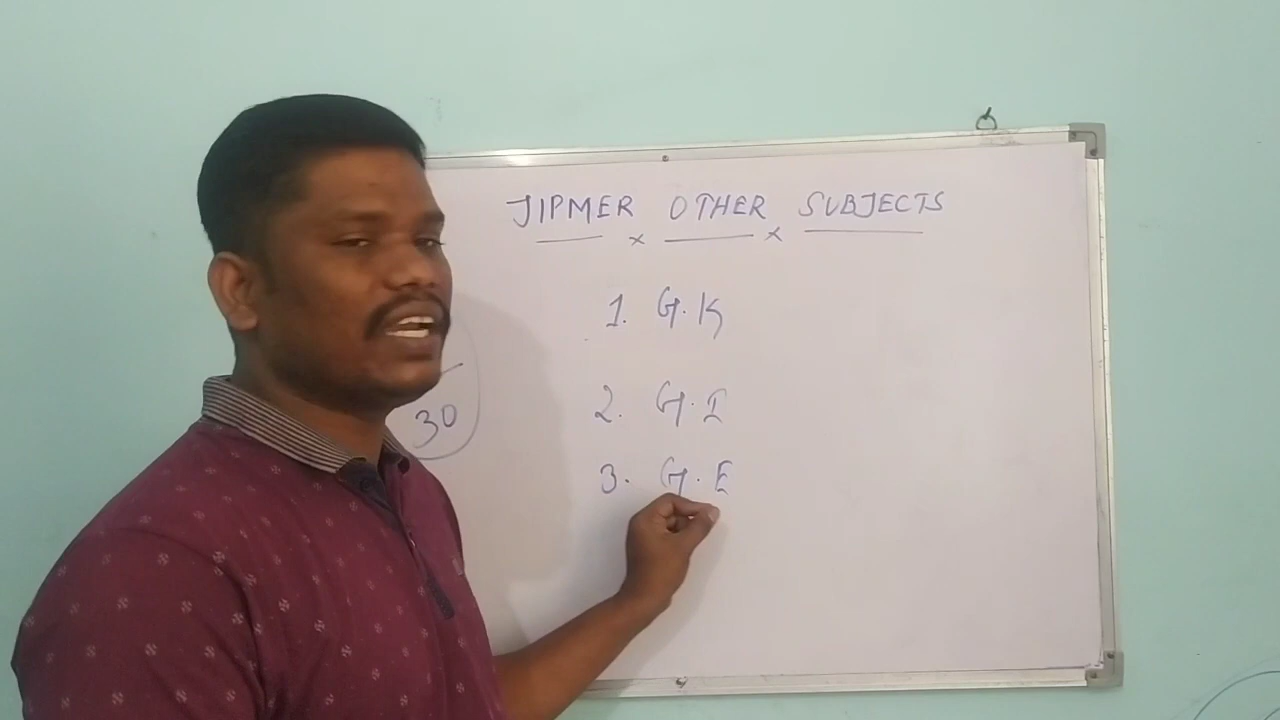 JIPMER OTHER SUBJECTS
1. G.K
2. G.I
3. G.E
30